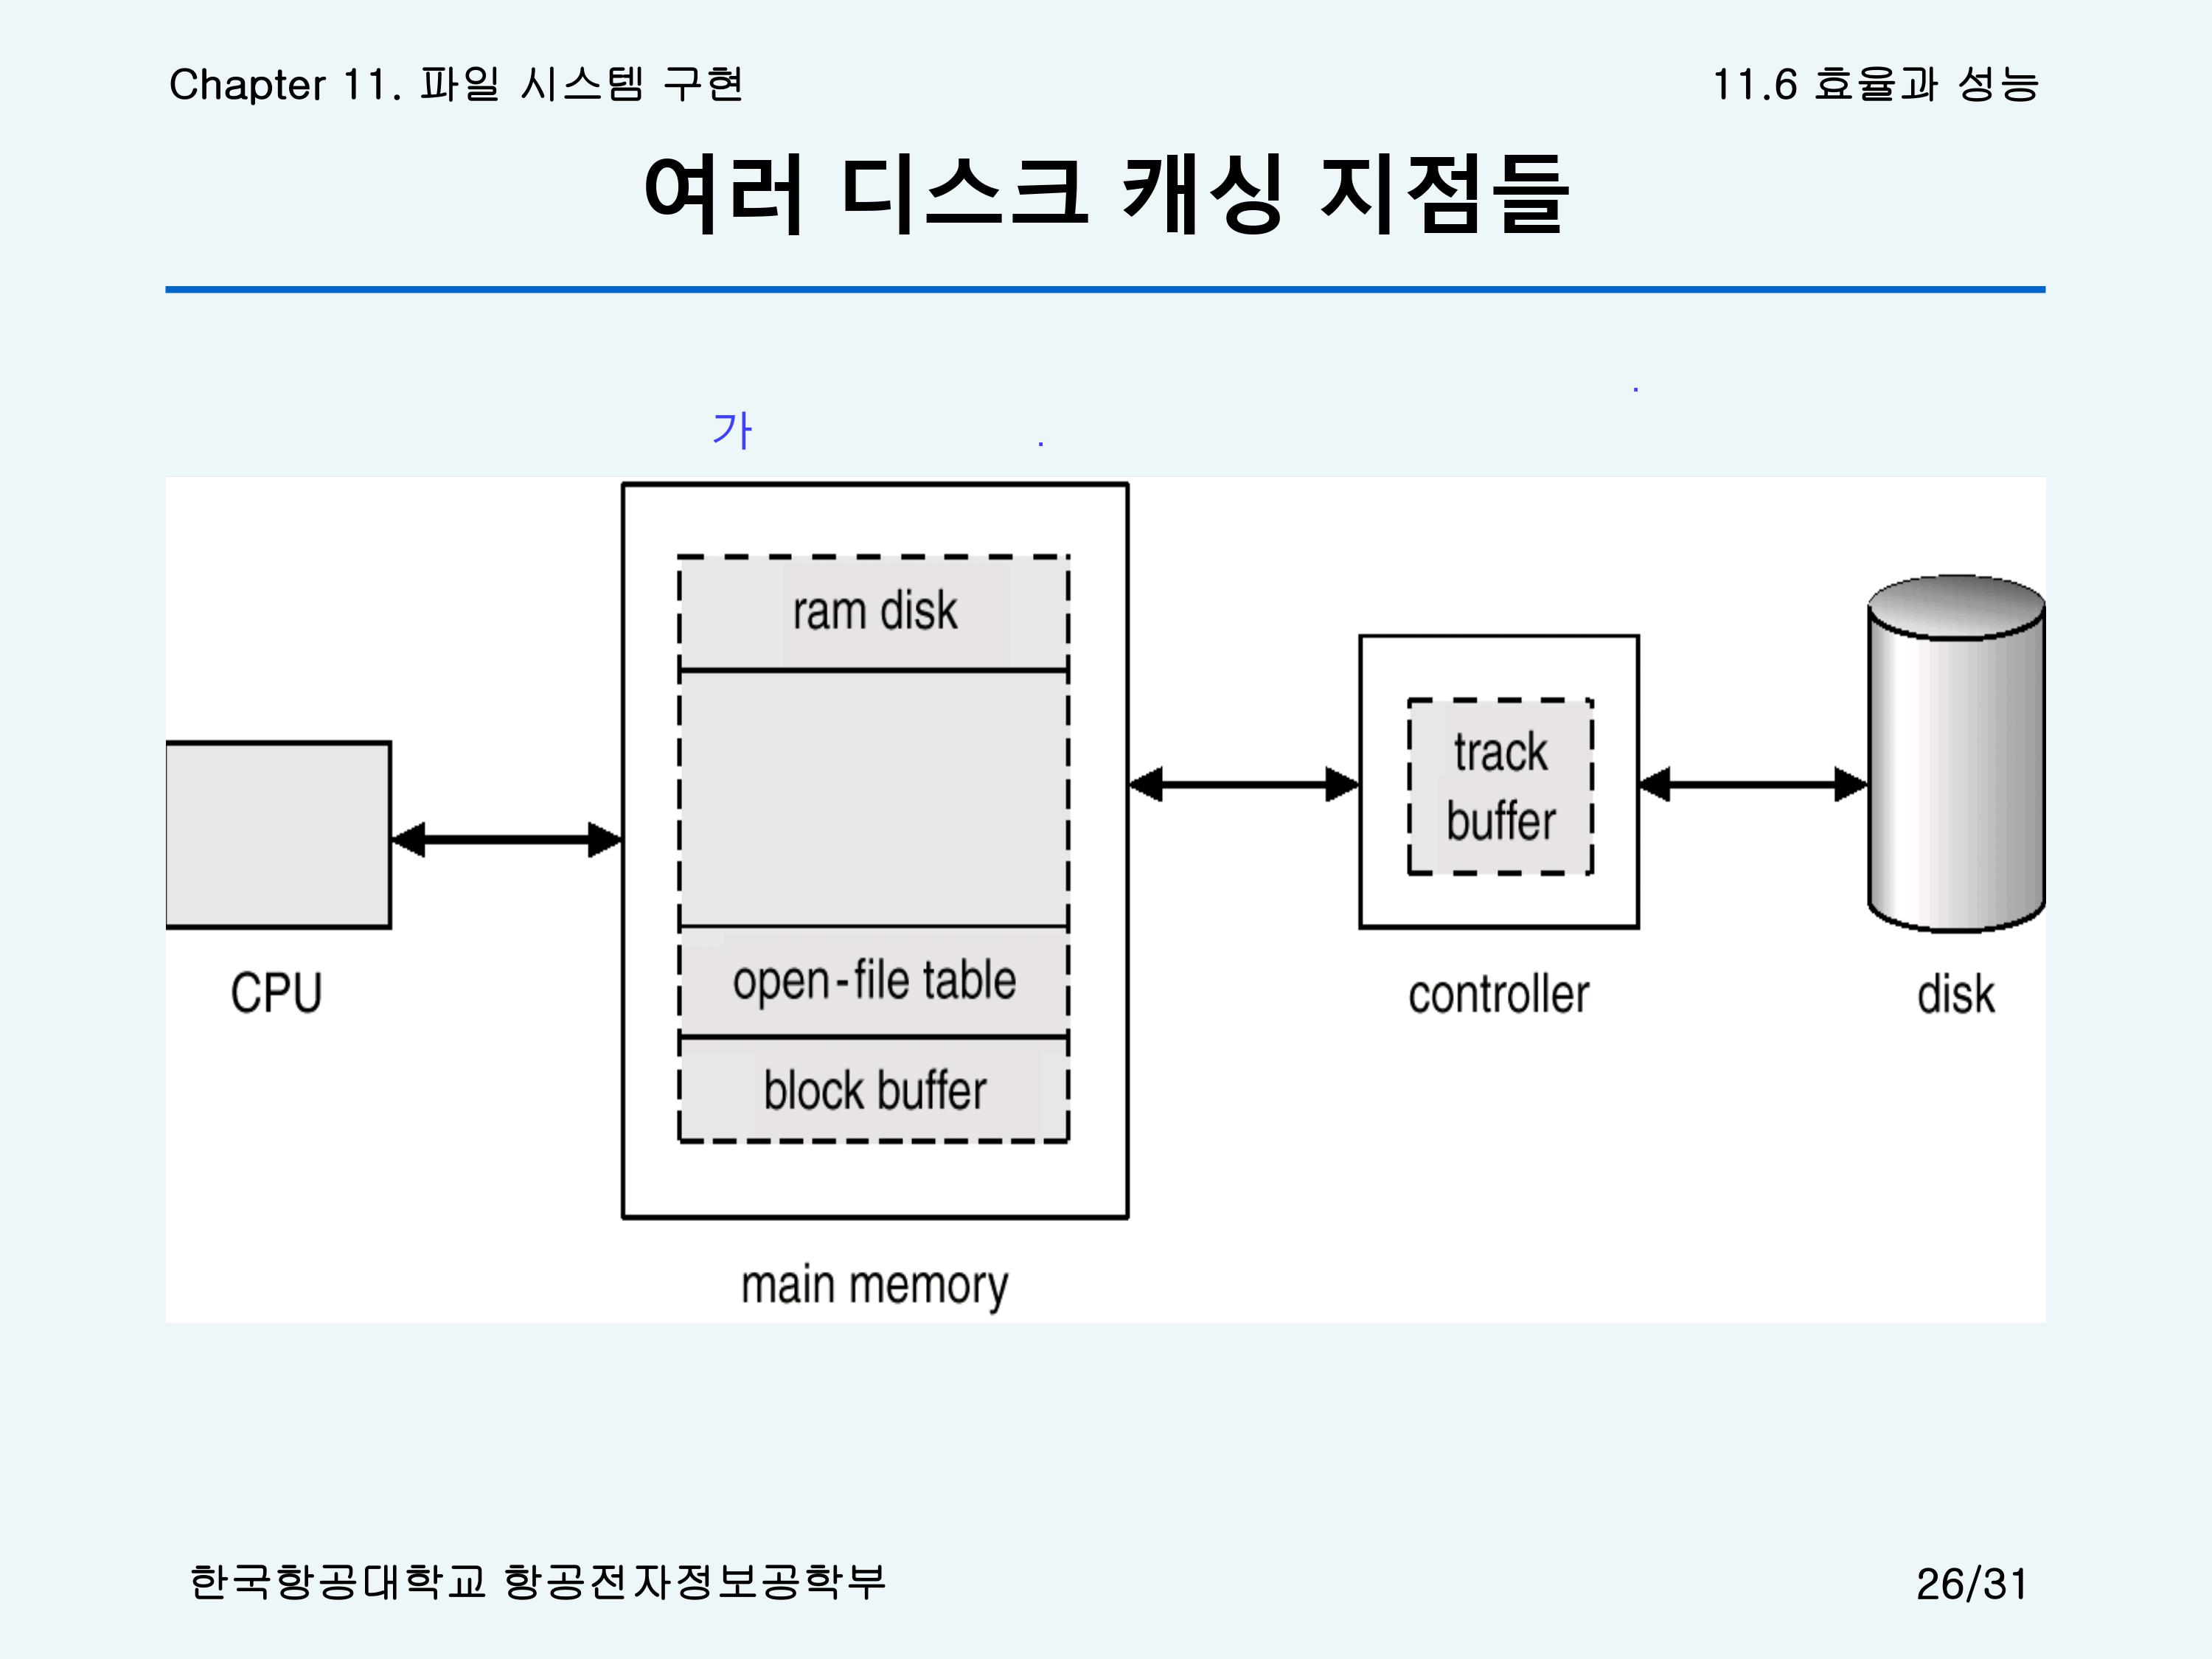 Chapter 11. 파일 시스템 구현
11.6 효율과 성능
여러 디스크 캐싱 지점들
.
가 .
ram disk
open-file table
block buffer
track
buffer
CPU
controller
disk
main memory
한국항공대학교 항공전자정보공학부
26/31